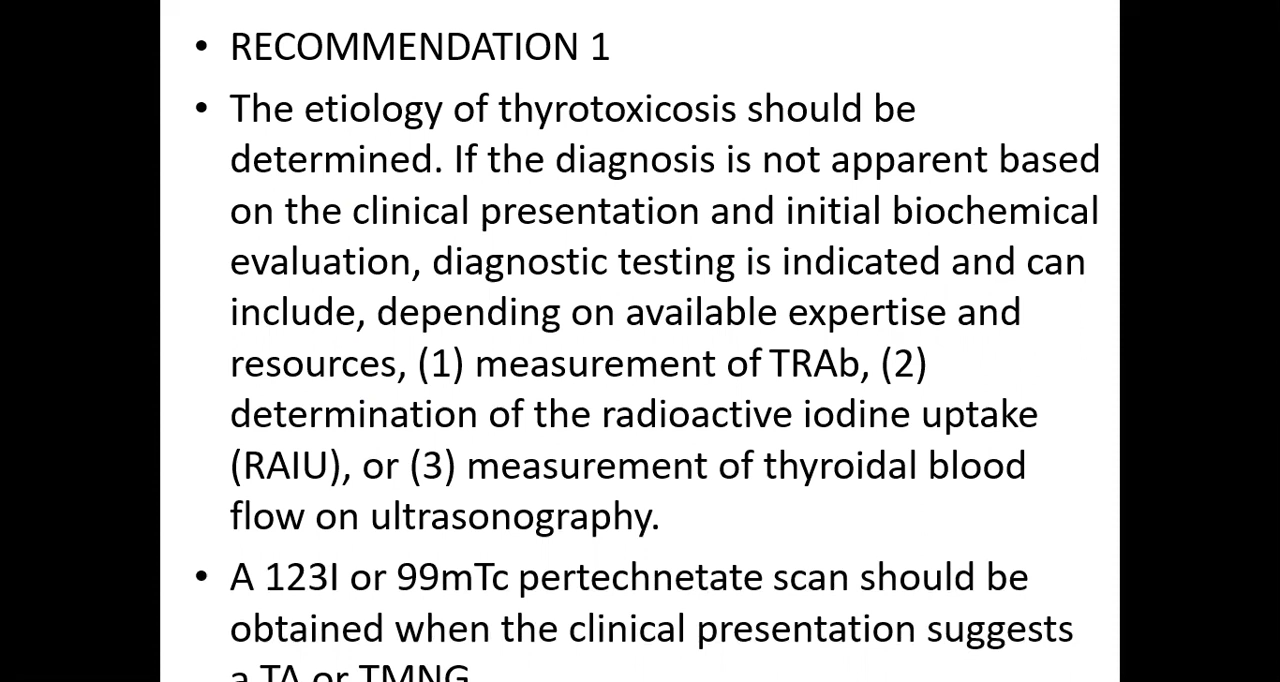 • RECOMMENDATION 1
• The etiology of thyrotoxicosis should be
determined. If the diagnosis is not apparent based
on the clinical presentation and initial biochemical
evaluation, diagnostic testing is indicated and can
include, depending on available expertise and
resources, (1) measurement of TRAb, (2)
determination of the radioactive iodine uptake
(RAIU), or (3) measurement of thyroidal blood
flow on ultrasonography.
• A 123I or 99mTc pertechnetate scan should be
obtained when the clinical presentation suggests
a TA or TMNG